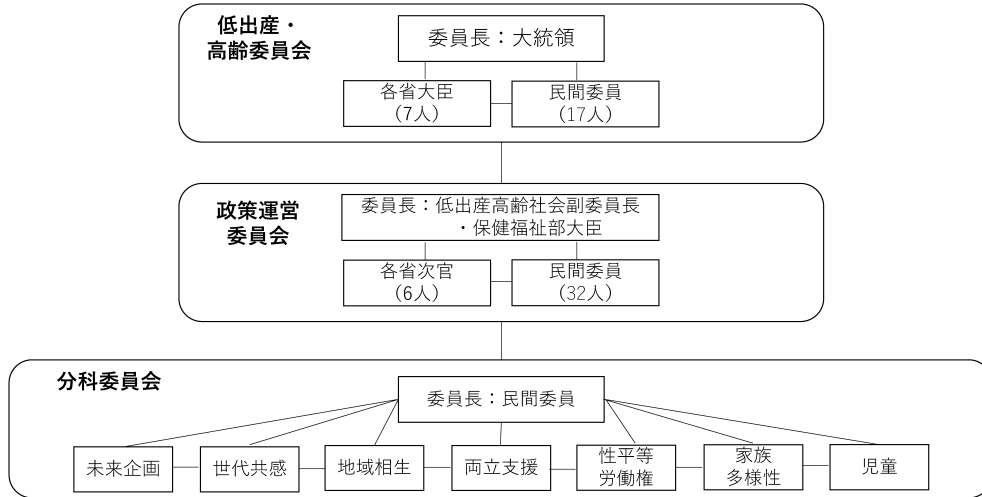 低出産・
高齢委員会
委員長：大統領
各省大臣
（7人）
民間委員
（17人）
政策運営
委員会
委員長：低出産高齢社会副委員長
・保健福祉部大臣
各省次官
（6人）
民間委員
（32人）
分科委員会
委員長：民間委員
未来企画
世代共感
地域相生
両立支援
性平等
労働権
家族
多様性
児童